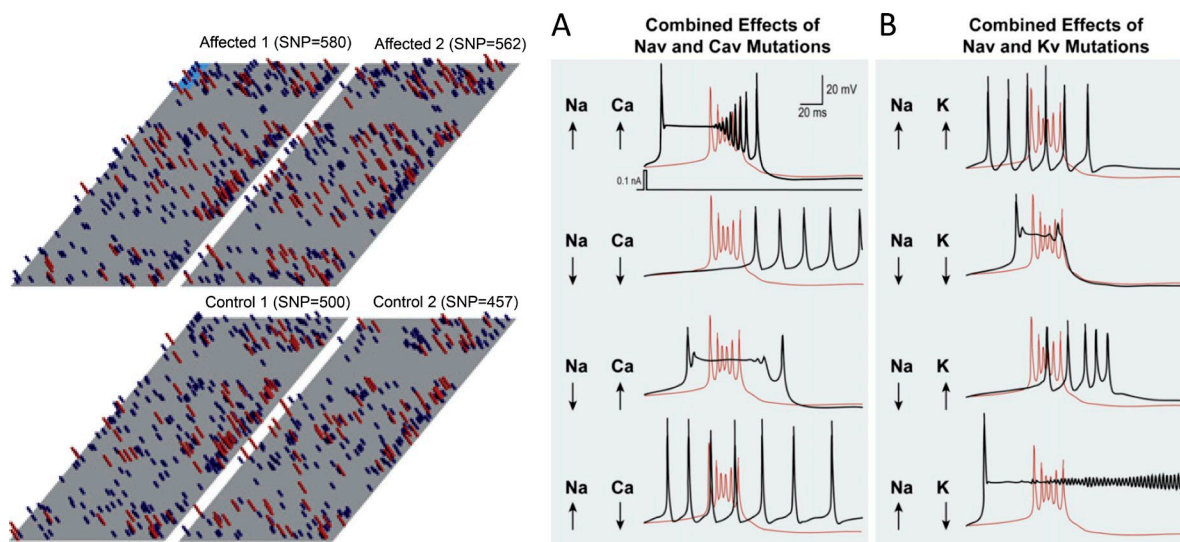 Affected 1 (SNP=580)
Affected 2 (SNP=562)
Control 1 (SNP=500)
Control 2 (SNP=457)
A
Combined Effects of
Nav and Cav Mutations
Na Ca
20 mV
20 ms
0.1 nA
Na Ca
Na Ca
Na Ca
B
Combined Effects of
Nav and Kv Mutations
Na K
Na K
Na K
Na K